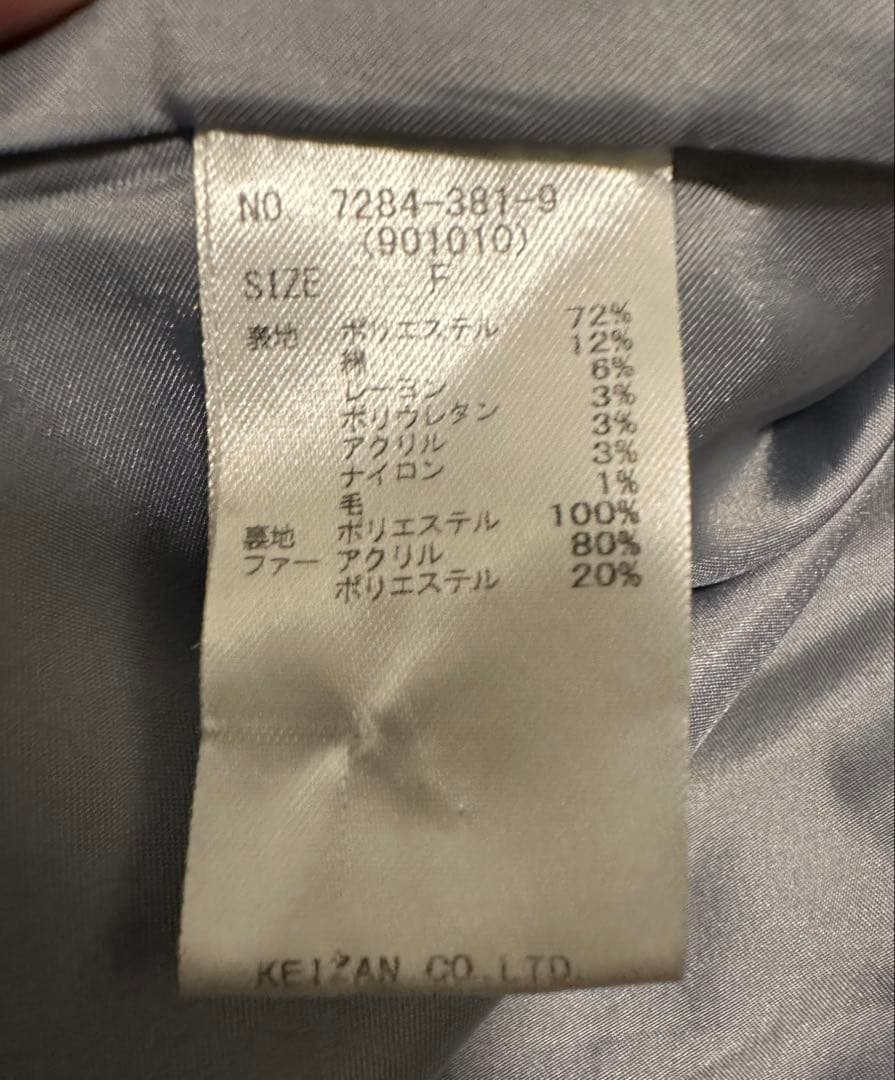 NO. 7284-381-9
(901010)
SIZE F
表地 ポリエステル 72%
綿 12%
レーヨン 6%
ポリウレタン 3%
アクリル 3%
ナイロン 3%
毛 1%
裏地 ポリエステル 100%
ファー アクリル 80%
ポリエステル 20%
KEIZAN CO.,LTD.